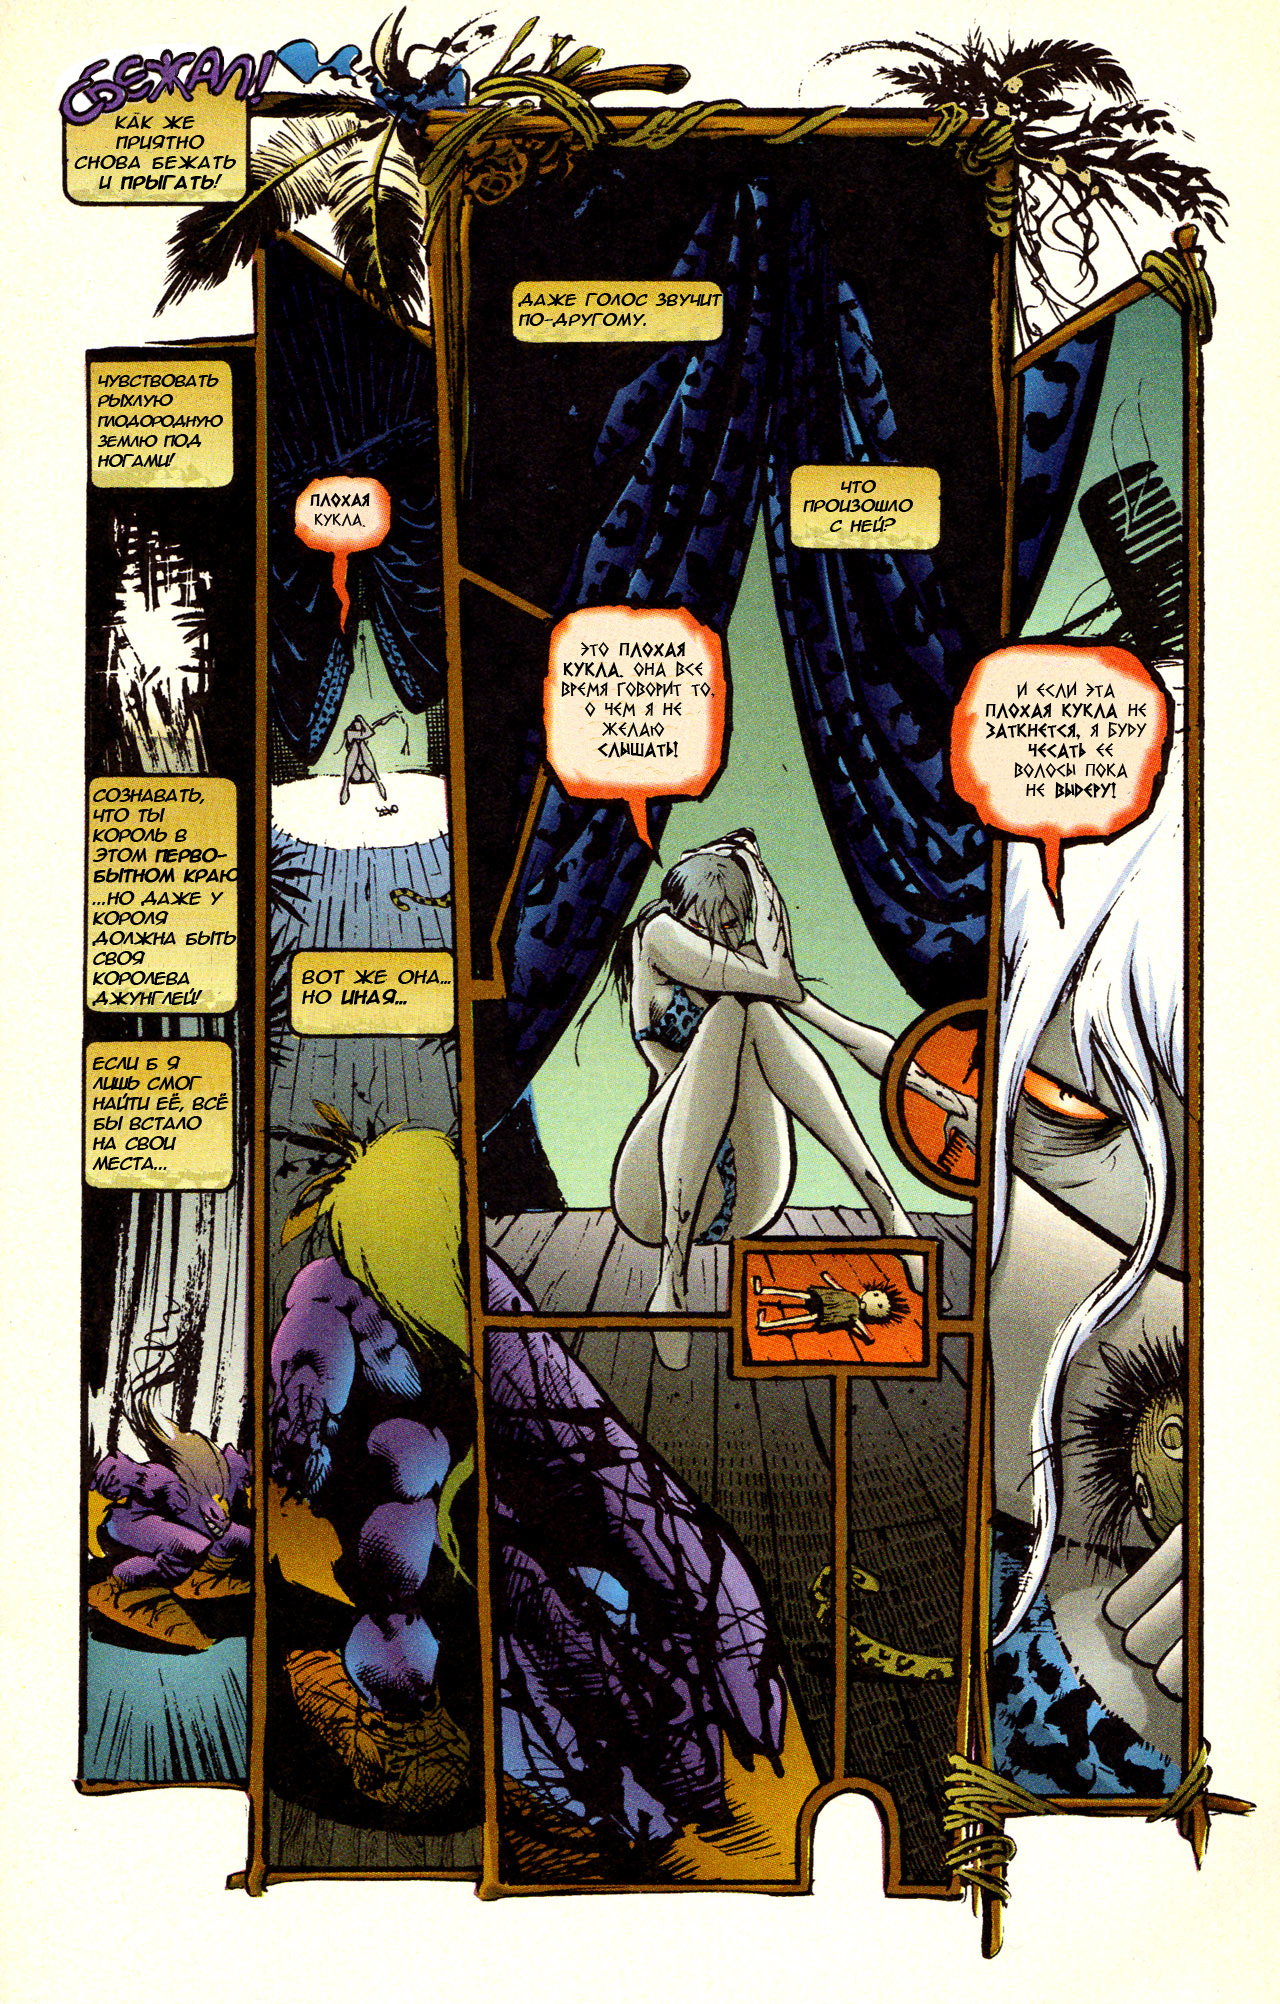 СБЕЖАЛ!
КАК ЖЕ
ПРИЯТНО
СНОВА БЕЖАТЬ
И ПРЫГАТЬ!
ЧУВСТВОВАТЬ
РЫХЛУЮ
ПЛОДОРОДНУЮ
ЗЕМЛЮ ПОД
НОГАМИ!
СОЗНАВАТЬ,
ЧТО ТЫ
КОРОЛЬ В
ЭТОМ ПЕРВО-
БЫТНОМ КРАЮ
...НО ДАЖЕ У
КОРОЛЯ
ДОЛЖНА БЫТЬ
СВОЯ
КОРОЛЕВА
ДЖУНГЛЕЙ!
ЕСЛИ Б Я
ЛИШЬ СМОГ
НАЙТИ ЕЁ, ВСЁ
БЫ ВСТАЛО
НА СВОИ
МЕСТА...
ПЛОХАЯ
КУКЛА.
ВОТ ЖЕ ОНА...
НО ИНАЯ...
ДАЖЕ ГОЛОС ЗВУЧИТ
ПО-ДРУГОМУ.
ЧТО
ПРОИЗОШЛО
С НЕЙ?
ЭТО ПЛОХАЯ
КУКЛА. ОНА ВСЕ
ВРЕМЯ ГОВОРИТ ТО.
О ЧЕМ Я НЕ
ЖЕЛАЮ
СЛЫШАТЬ!
И ЕСЛИ ЭТА
ПЛОХАЯ КУКЛА НЕ
ЗАТКНЕТСЯ, Я БУДУ
ЧЕСАТЬ ЕЕ
ВОЛОСЫ ПОКА
НЕ ВЫДЕРУ!